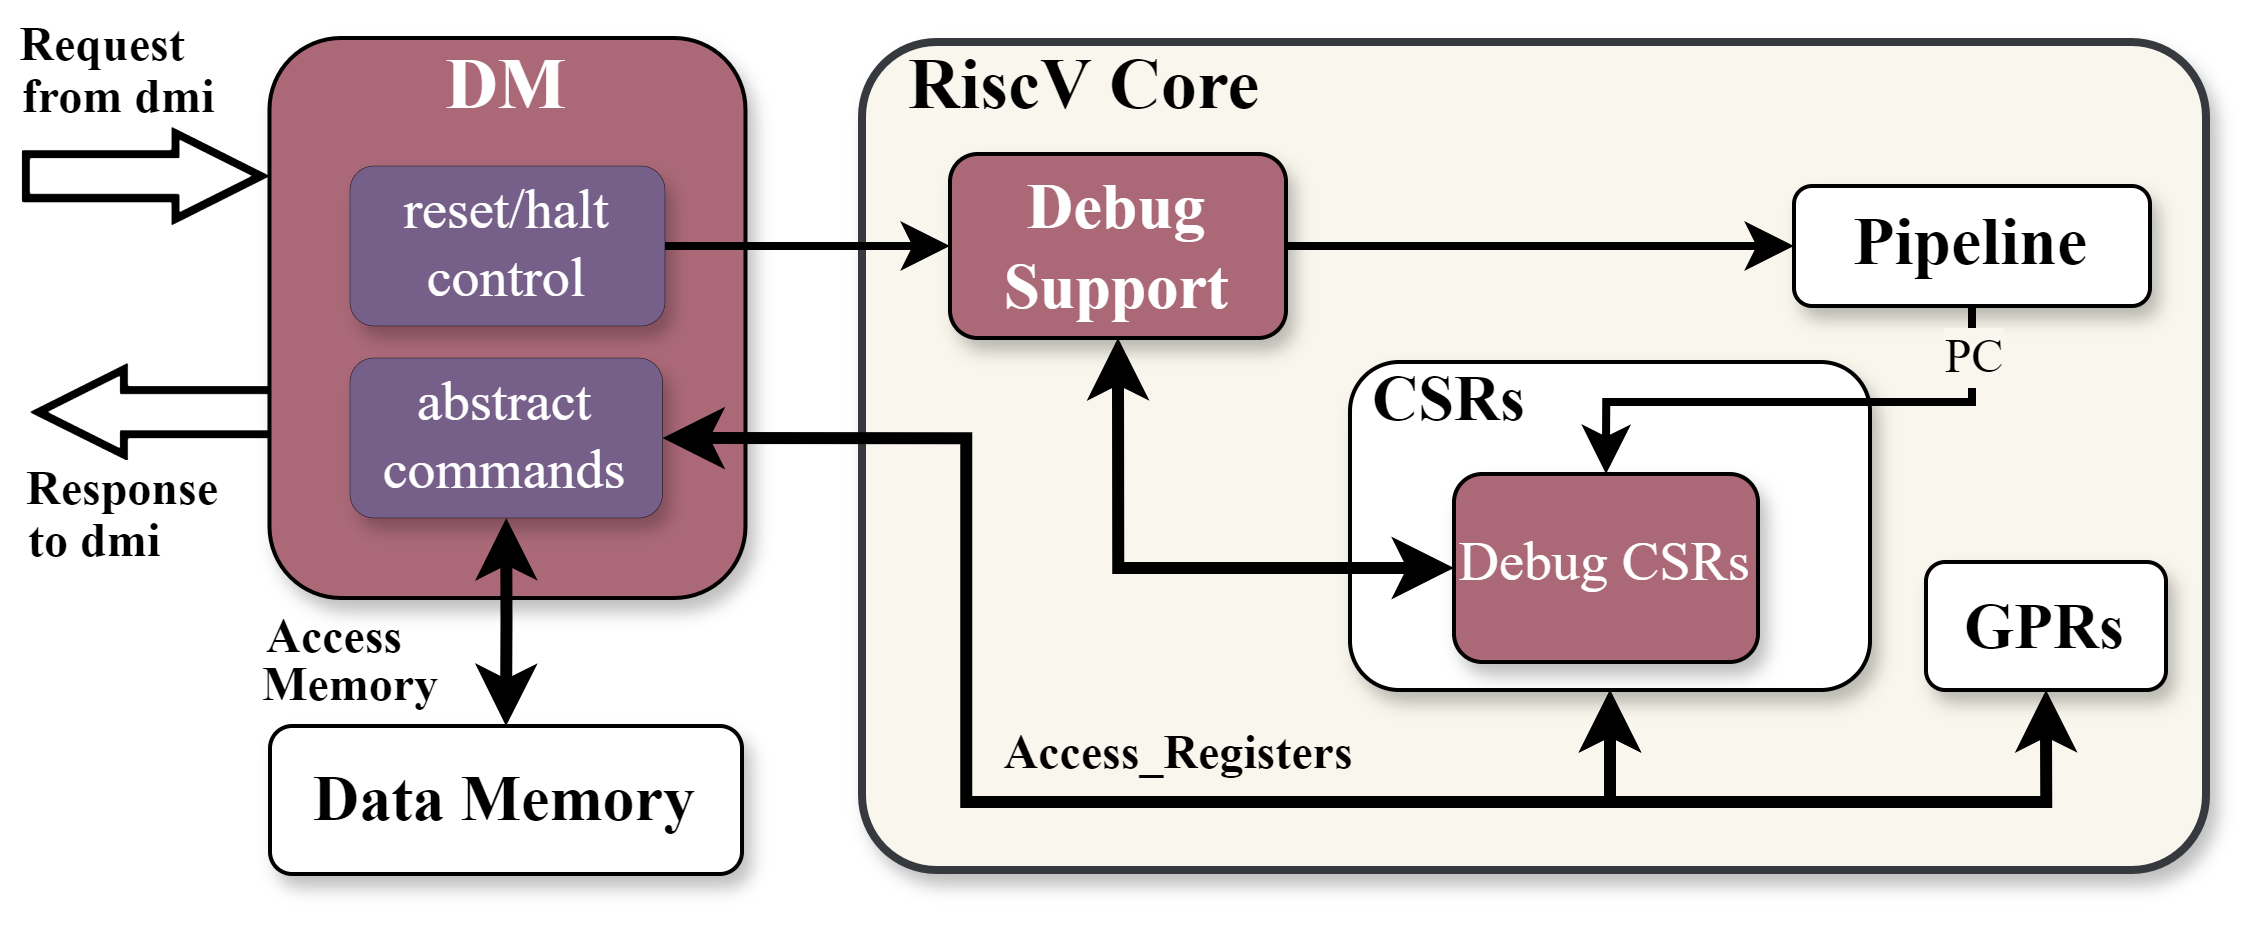 Request
from dmi
DM
reset/halt
control
abstract
commands
Response
to dmi
Access
Memory
Data Memory
RiscV Core
Debug
Support
Pipeline
PC
CSRs
Debug CSRs
GPRs
Access_Registers